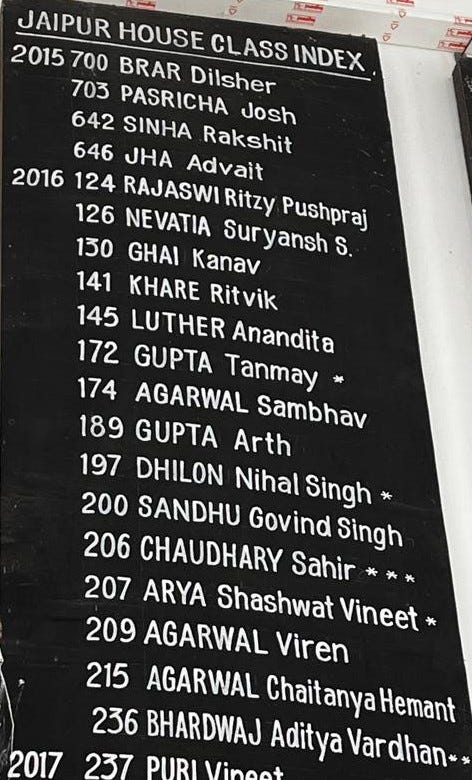 JAIPUR HOUSE CLASS INDEX
2015 700 BRAR Dilsher
703 PASRICHA Josh
642 SINHA Rakshit
646 JHA Advait
2016 124 RAJASWI Ritzy Pushpraj
126 NEVATIA Suryansh S.
130 GHAI Kanav
141 KHARE Ritvik
145 LUTHER Anandita
172 GUPTA Tanmay *
174 AGARWAL Sambhav
189 GUPTA Arth
197 DHILON Nihal Singh *
200 SANDHU Govind Singh
206 CHAUDHARY Sahir * * *
207 ARYA Shashwat Vineet *
209 AGARWAL Viren
215 AGARWAL Chaitanya Hemant
236 BHARDWAJ Aditya Vardhan**
2017 237 PURI Vineet